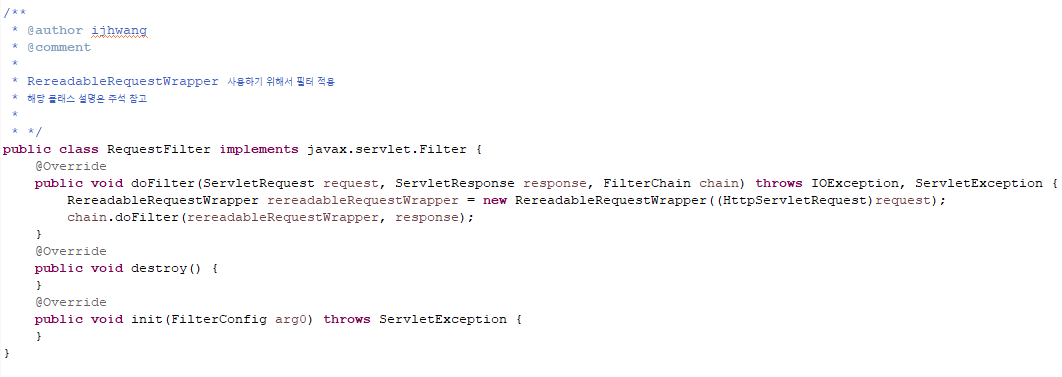 /**
 * @author ijhwang
 * @comment
 *
 * RereadableRequestWrapper 사용하기 위해서 필터 적용
 * 해당 클래스 설명은 주석 참고
 *
 * */
public class RequestFilter implements javax.servlet.Filter {
    @Override
    public void doFilter(ServletRequest request, ServletResponse response, FilterChain chain) throws IOException, ServletException {
        RereadableRequestWrapper rereadableRequestWrapper = new RereadableRequestWrapper((HttpServletRequest)request);
        chain.doFilter(rereadableRequestWrapper, response);
    }
    @Override
    public void destroy() {
    }
    @Override
    public void init(FilterConfig arg0) throws ServletException {
    }
}